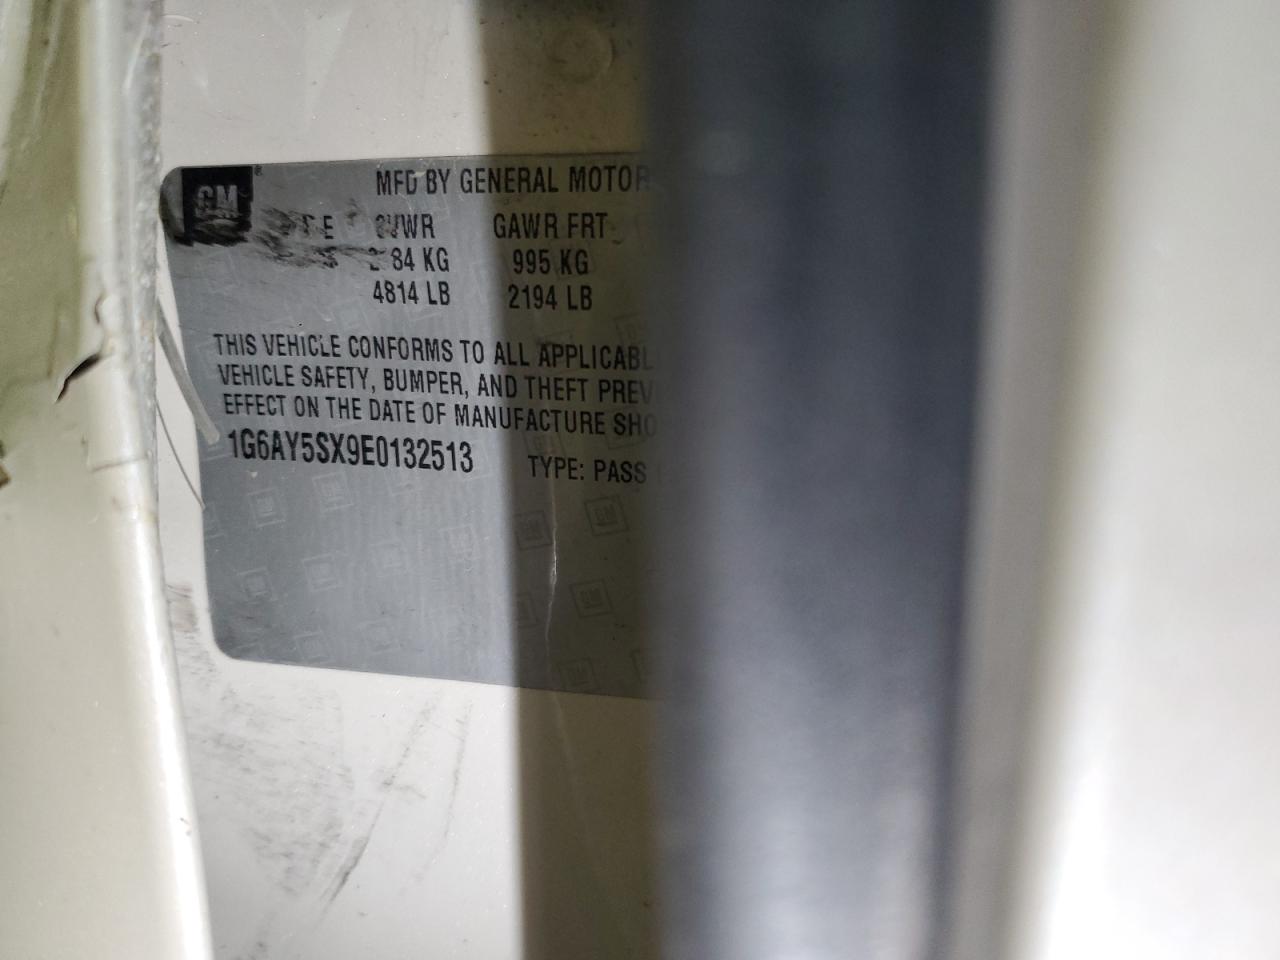 GM
MFD BY GENERAL MOTOR
GVWR GAWR FRT
84 KG 995 KG
4814 LB 2194 LB
THIS VEHICLE CONFORMS TO ALL APPLICABL
VEHICLE SAFETY, BUMPER, AND THEFT PREV
EFFECT ON THE DATE OF MANUFACTURE SHO
1G6AY5SX9E0132513 TYPE: PASS